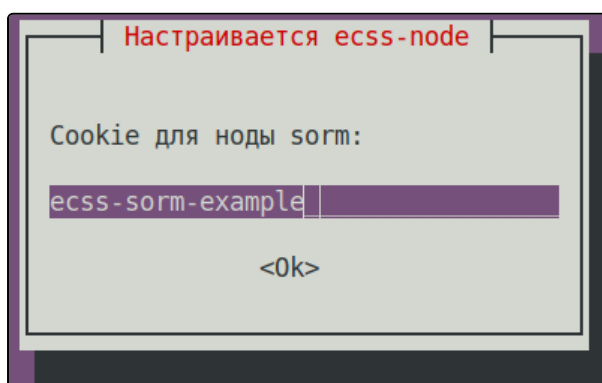 Настраивается ecss-node
Cookie для ноды sorm:
ecss-sorm-example
<Ok>